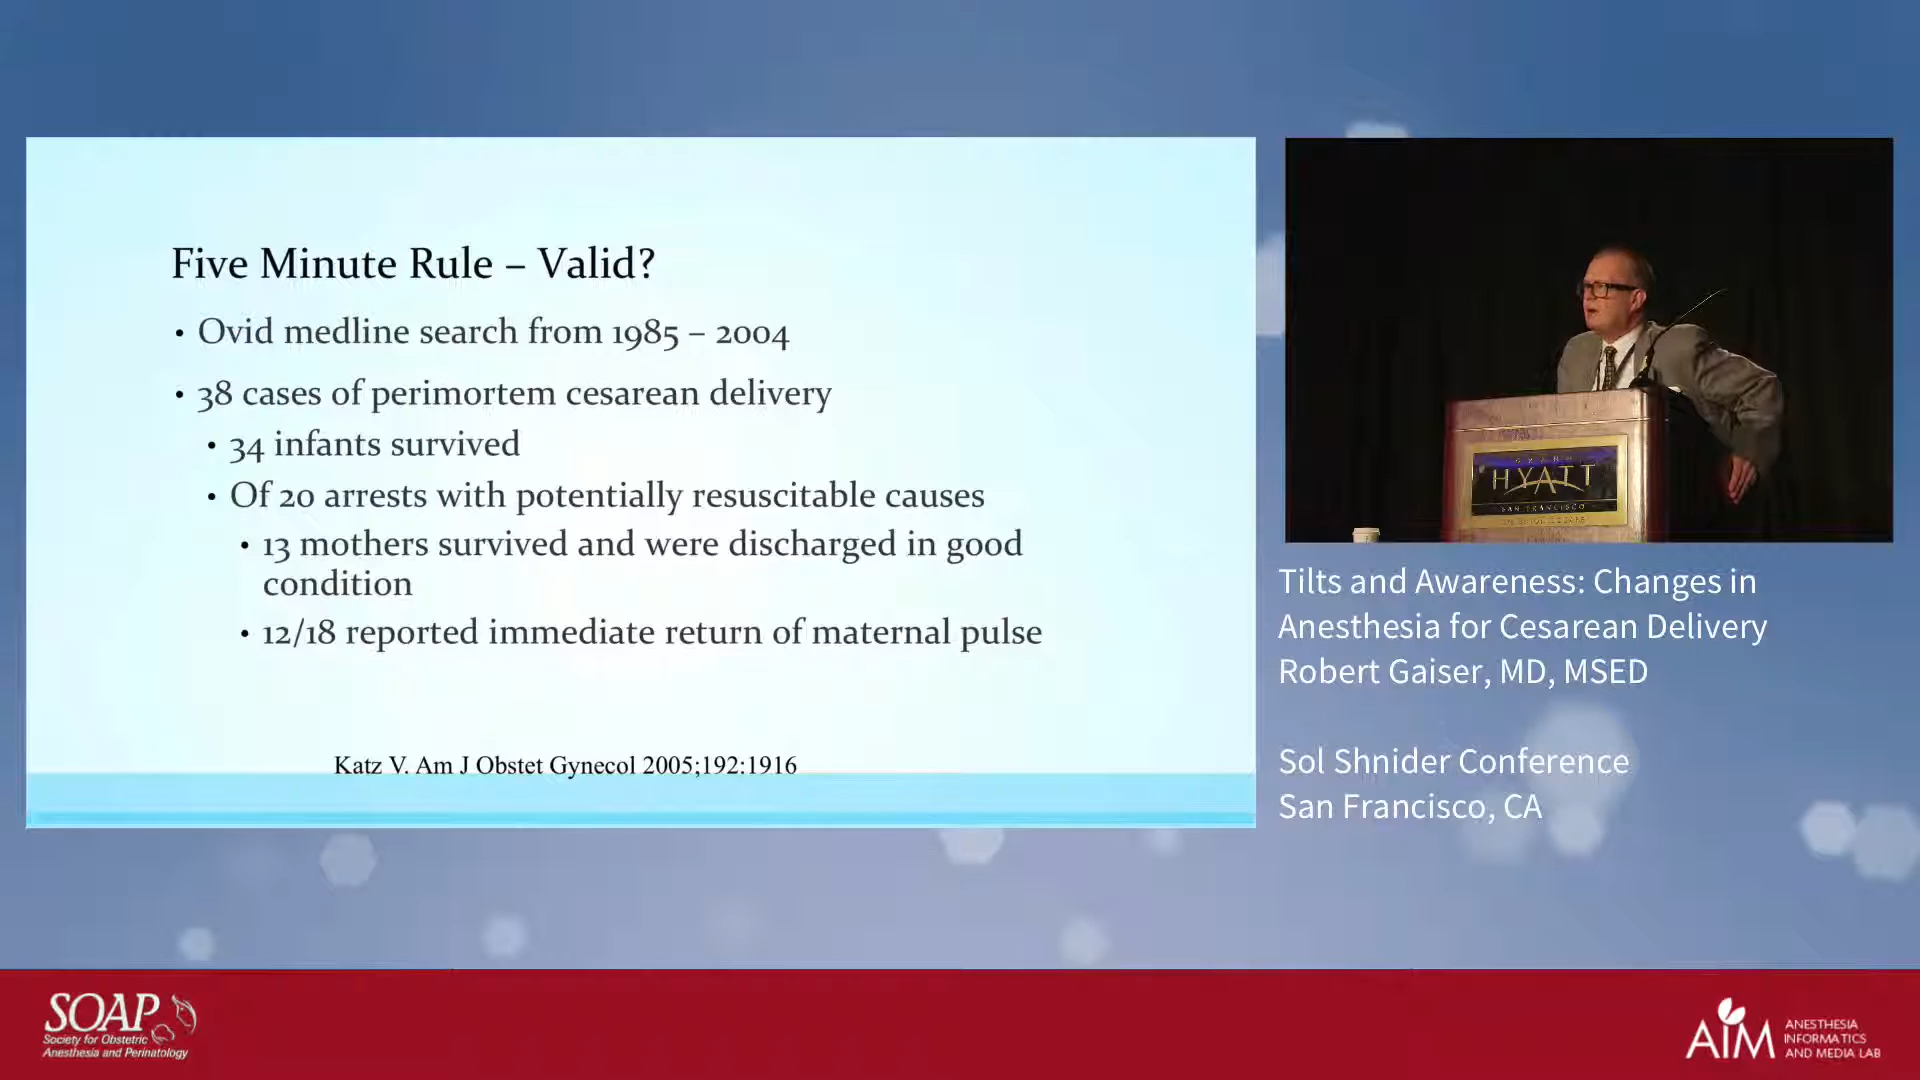 Five Minute Rule – Valid?
• Ovid medline search from 1985 – 2004
• 38 cases of perimortem cesarean delivery
• 34 infants survived
• Of 20 arrests with potentially resuscitable causes
• 13 mothers survived and were discharged in good
condition
• 12/18 reported immediate return of maternal pulse
Katz V. Am J Obstet Gynecol 2005;192:1916
GRAND
HYATT
SAN FRANCISCO
Tilts and Awareness: Changes in
Anesthesia for Cesarean Delivery
Robert Gaiser, MD, MSED
Sol Shnider Conference
San Francisco, CA
SOAP
Society for Obstetric
Anesthesia and Perinatology
AIM
ANESTHESIA
INFORMATICS
AND MEDIA LAB